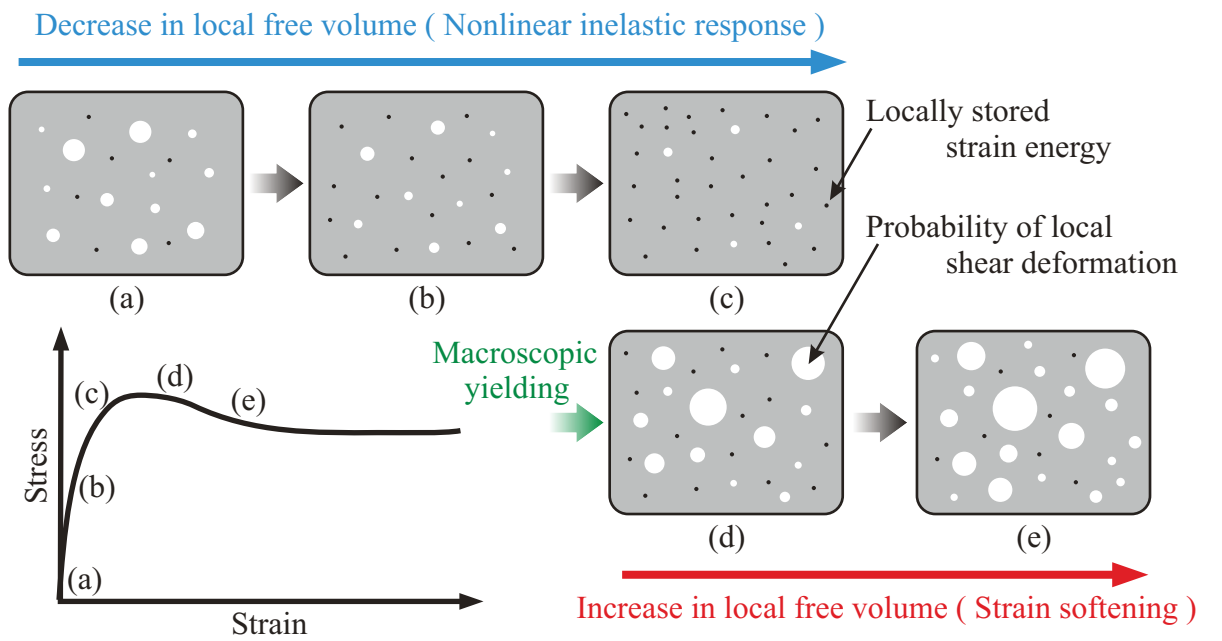 Decrease in local free volume ( Nonlinear inelastic response )
Locally stored
strain energy
Probability of local
shear deformation
(a)
(b)
(c)
Macroscopic
yielding
(c)
(d)
(e)
(b)
(a)
Stress
Strain
(d)
(e)
Increase in local free volume ( Strain softening )